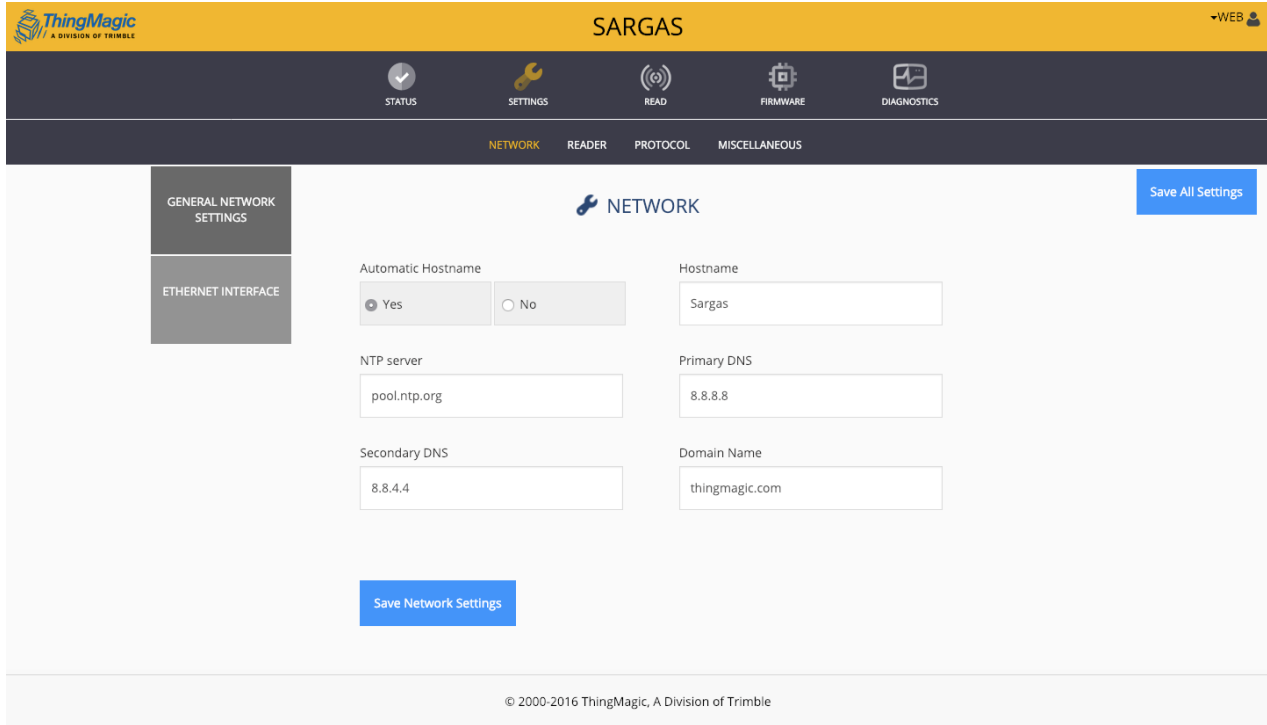 ThingMagic
A DIVISION OF TRIMBLE
SARGAS
WEB
STATUS
SETTINGS
READ
FIRMWARE
DIAGNOSTICS
NETWORK
READER
PROTOCOL
MISCELLANEOUS
GENERAL NETWORK
SETTINGS
ETHERNET INTERFACE
NETWORK
Save All Settings
Automatic Hostname
Yes
No
Hostname
Sargas
NTP server
pool.ntp.org
Primary DNS
8.8.8.8
Secondary DNS
8.8.4.4
Domain Name
thingmagic.com
Save Network Settings
© 2000-2016 ThingMagic, A Division of Trimble